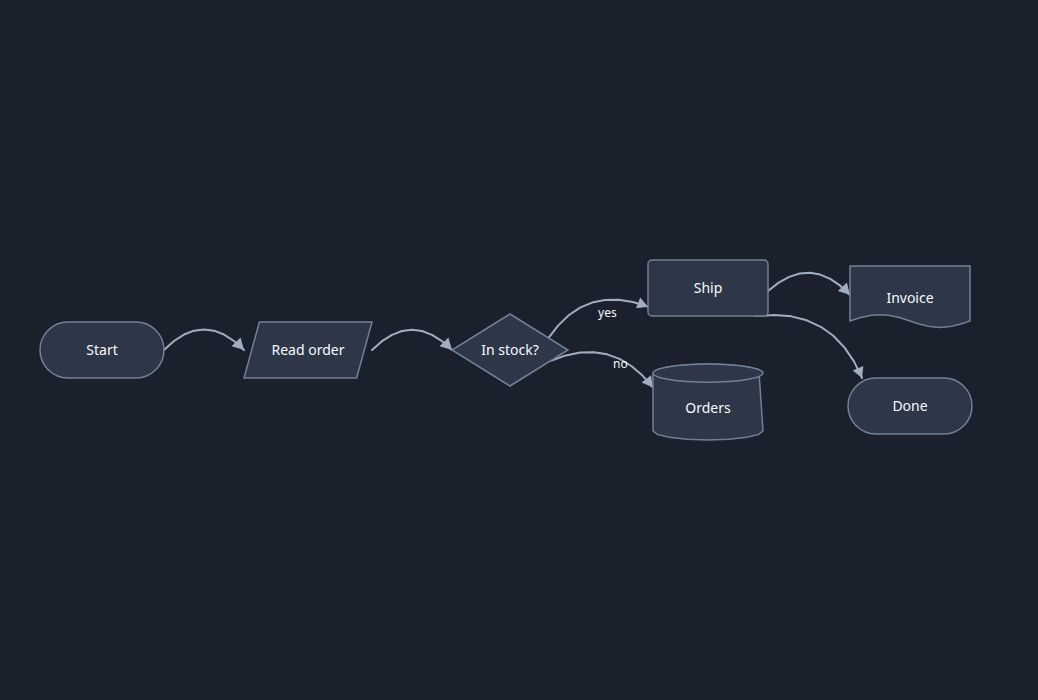 Start
Read order
In stock?
yes
no
Ship
Orders
Invoice
Done